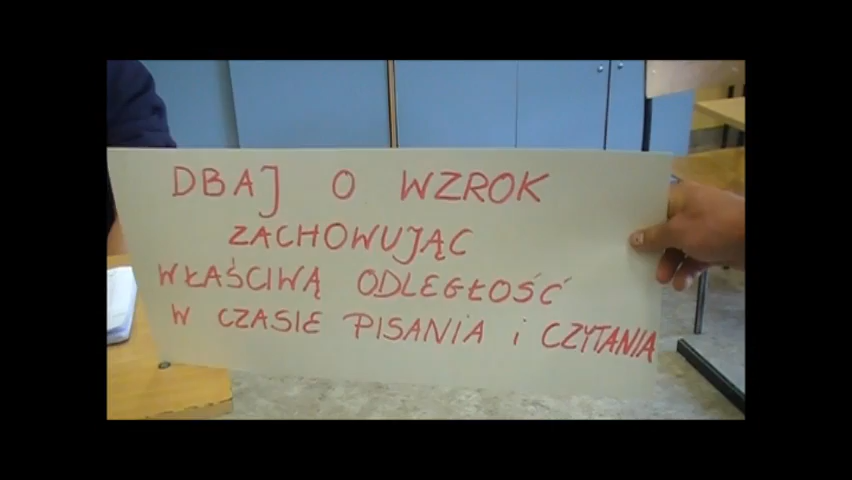 DBAJ O WZROK
ZACHOWUJĄC
WŁAŚCIWĄ ODLEGŁOŚĆ
W CZASIE PISANIA i CZYTANIA